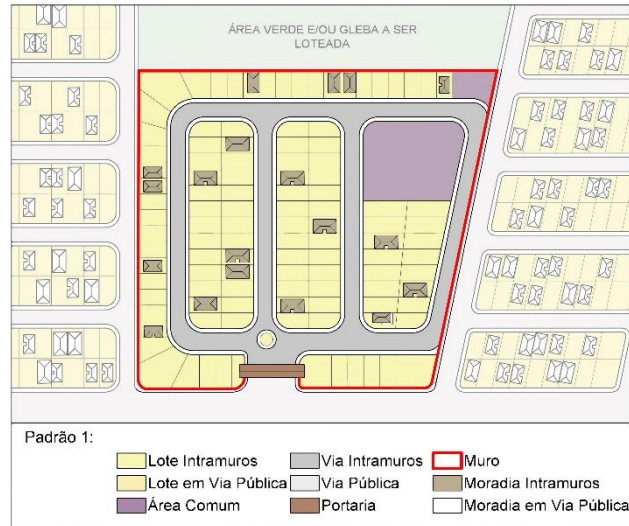 ÁREA VERDE E/OU GLEBA A SER
LOTEADA
Padrão 1:
Lote Intramuros
Via Intramuros
Muro
Lote em Via Pública
Via Pública
Moradia Intramuros
Área Comum
Portaria
Moradia em Via Pública